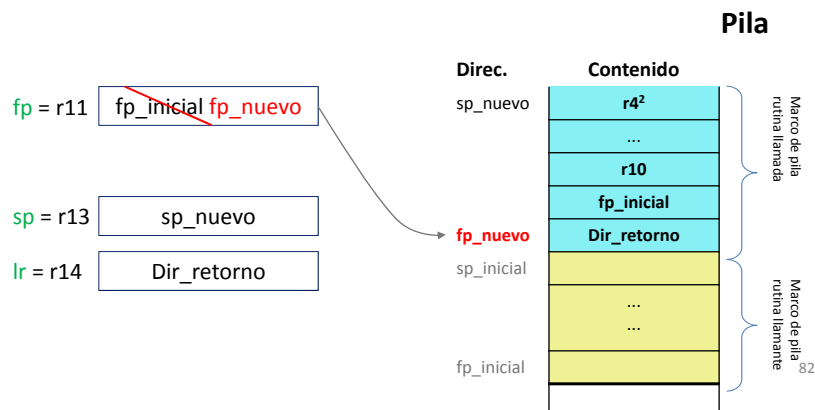 Pila
Direc.
Contenido
fp = r11
fp_inicial fp_nuevo
sp_nuevo
r4²
...
r10
fp_inicial
fp_nuevo
Dir_retorno
sp = r13
sp_nuevo
lr = r14
Dir_retorno
sp_inicial
...
...
fp_inicial
Marco de pila
rutina llamada
Marco de pila
rutina llamante
82